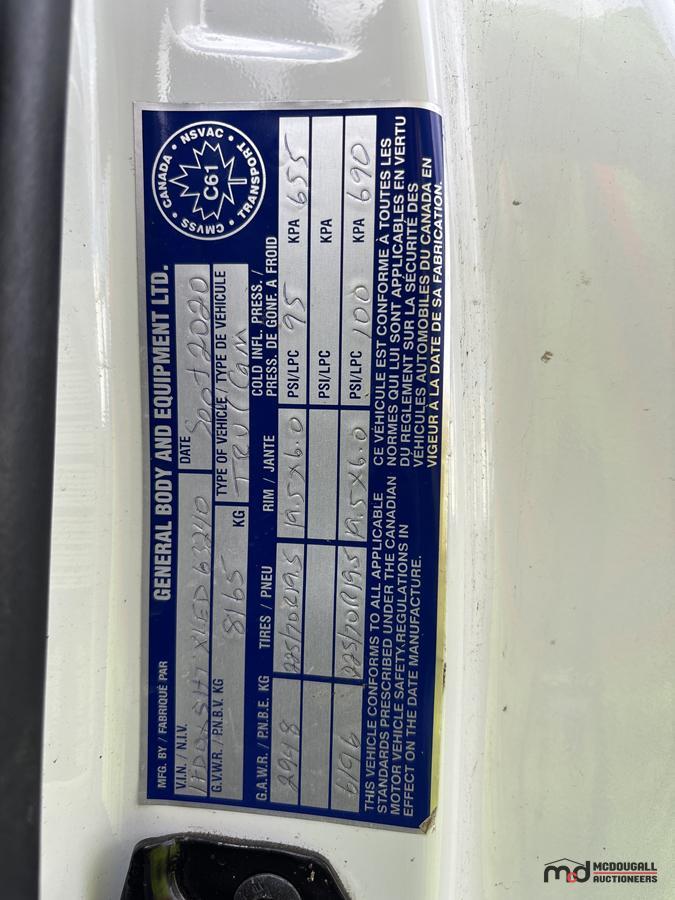 CANADA · NSVAC · TRANSPORT · CMVSS ·
C61
GENERAL BODY AND EQUIPMENT LTD.
MFG. BY / FABRIQUÉ PAR
V.I.N. / N.I.V.
DATE
Sept 2020
G.V.W.R. / P.N.B.V. KG
8165 KG
TYPE OF VEHICLE / TYPE DE VÉHICULE
G.A.W.R. / P.N.B.E. KG TIRES / PNEU RIM / JANTE COLD INFL. PRESS. / PRESS. DE GONF. A FROID
2948 225/70R19.5 19.5x6.0 PSI/LPC 95 KPA 655
PSI/LPC KPA
6196 225/70R19.5 19.5x6.0 PSI/LPC 100 KPA 690
THIS VEHICLE CONFORMS TO ALL APPLICABLE
STANDARDS PRESCRIBED UNDER THE CANADIAN
MOTOR VEHICLE SAFETY REGULATIONS IN
EFFECT ON THE DATE MANUFACTURE.
CE VÉHICULE EST CONFORME À TOUTES LES
NORMES QUI LUI SONT APPLICABLES EN VERTU
DU RÈGLEMENT SUR LA SÉCURITÉ DES
VÉHICULES AUTOMOBILES DU CANADA EN
VIGEUR À LA DATE DE SA FABRICATION.
md MCDOUGALL
AUCTIONEERS